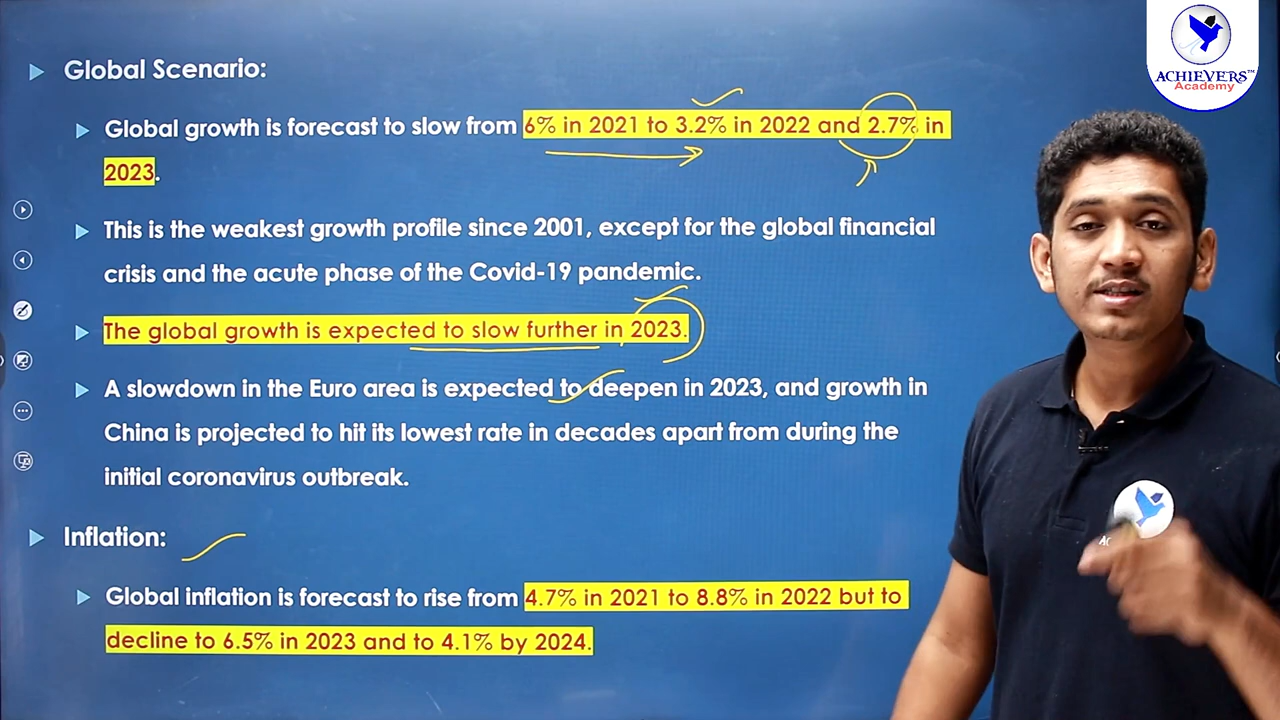 ACHIEVERS™
Academy
Global Scenario:
Global growth is forecast to slow from 6% in 2021 to 3.2% in 2022 and 2.7% in
2023.
This is the weakest growth profile since 2001, except for the global financial
crisis and the acute phase of the Covid-19 pandemic.
The global growth is expected to slow further in 2023.
A slowdown in the Euro area is expected to deepen in 2023, and growth in
China is projected to hit its lowest rate in decades apart from during the
initial coronavirus outbreak.
Inflation:
Global inflation is forecast to rise from 4.7% in 2021 to 8.8% in 2022 but to
decline to 6.5% in 2023 and to 4.1% by 2024.